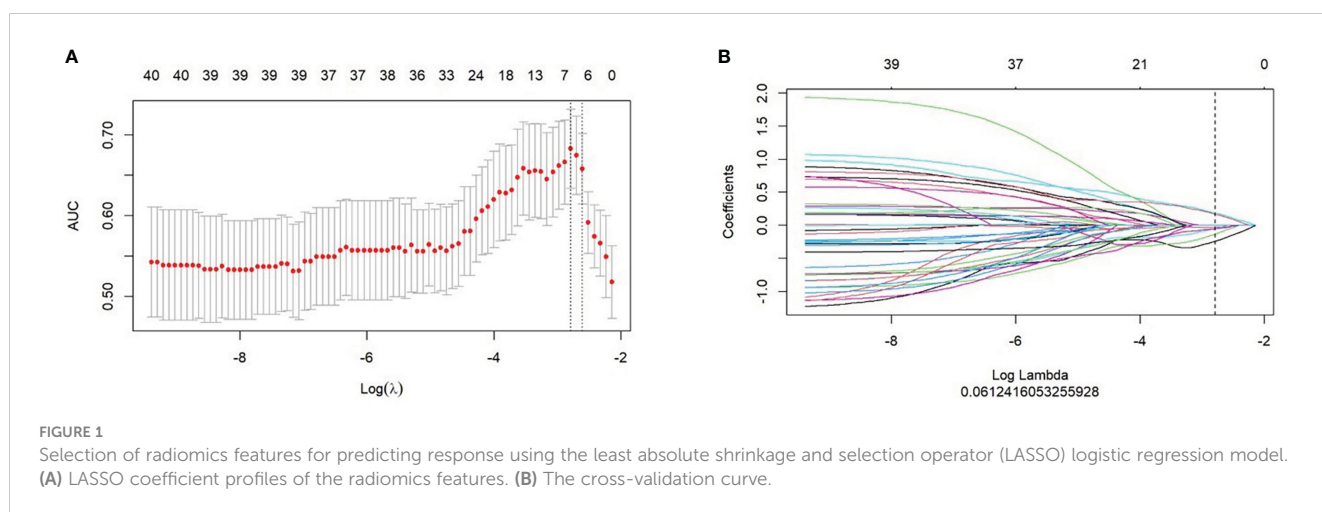 A
40 40 39 39 39 39 37 37 38 36 33 24 18 13 7 6 0
0.70
0.60
0.50
AUC
-8 -6 -4 -2
Log(λ)
B
39 37 21 0
2.0
1.5
1.0
0.5
0.0
-1.0
Coefficients
-8 -6 -4 -2
Log Lambda
0.0612416053255928
FIGURE 1
Selection of radiomics features for predicting response using the least absolute shrinkage and selection operator (LASSO) logistic regression model.
(A) LASSO coefficient profiles of the radiomics features. (B) The cross-validation curve.